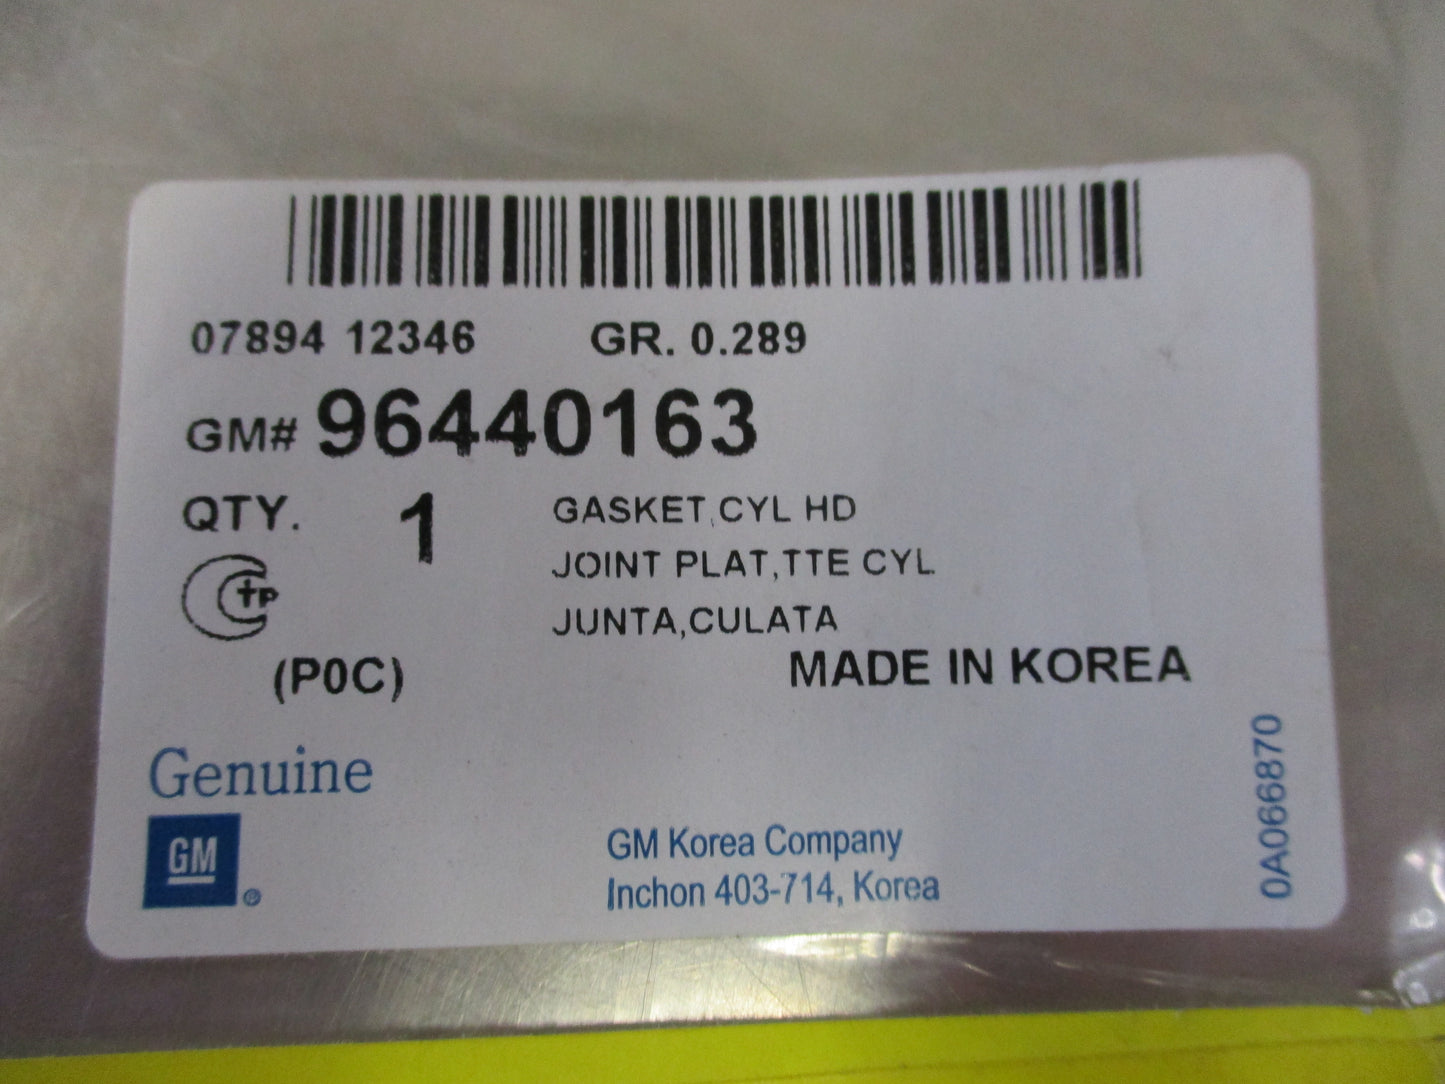 07894 12346 GR. 0.289
GM# 96440163
QTY. 1
GASKET,CYL HD
JOINT PLAT,TTE CYL
JUNTA,CULATA
(P0C)
MADE IN KOREA
Genuine
GM ®
GM Korea Company
Inchon 403-714, Korea
0A066870